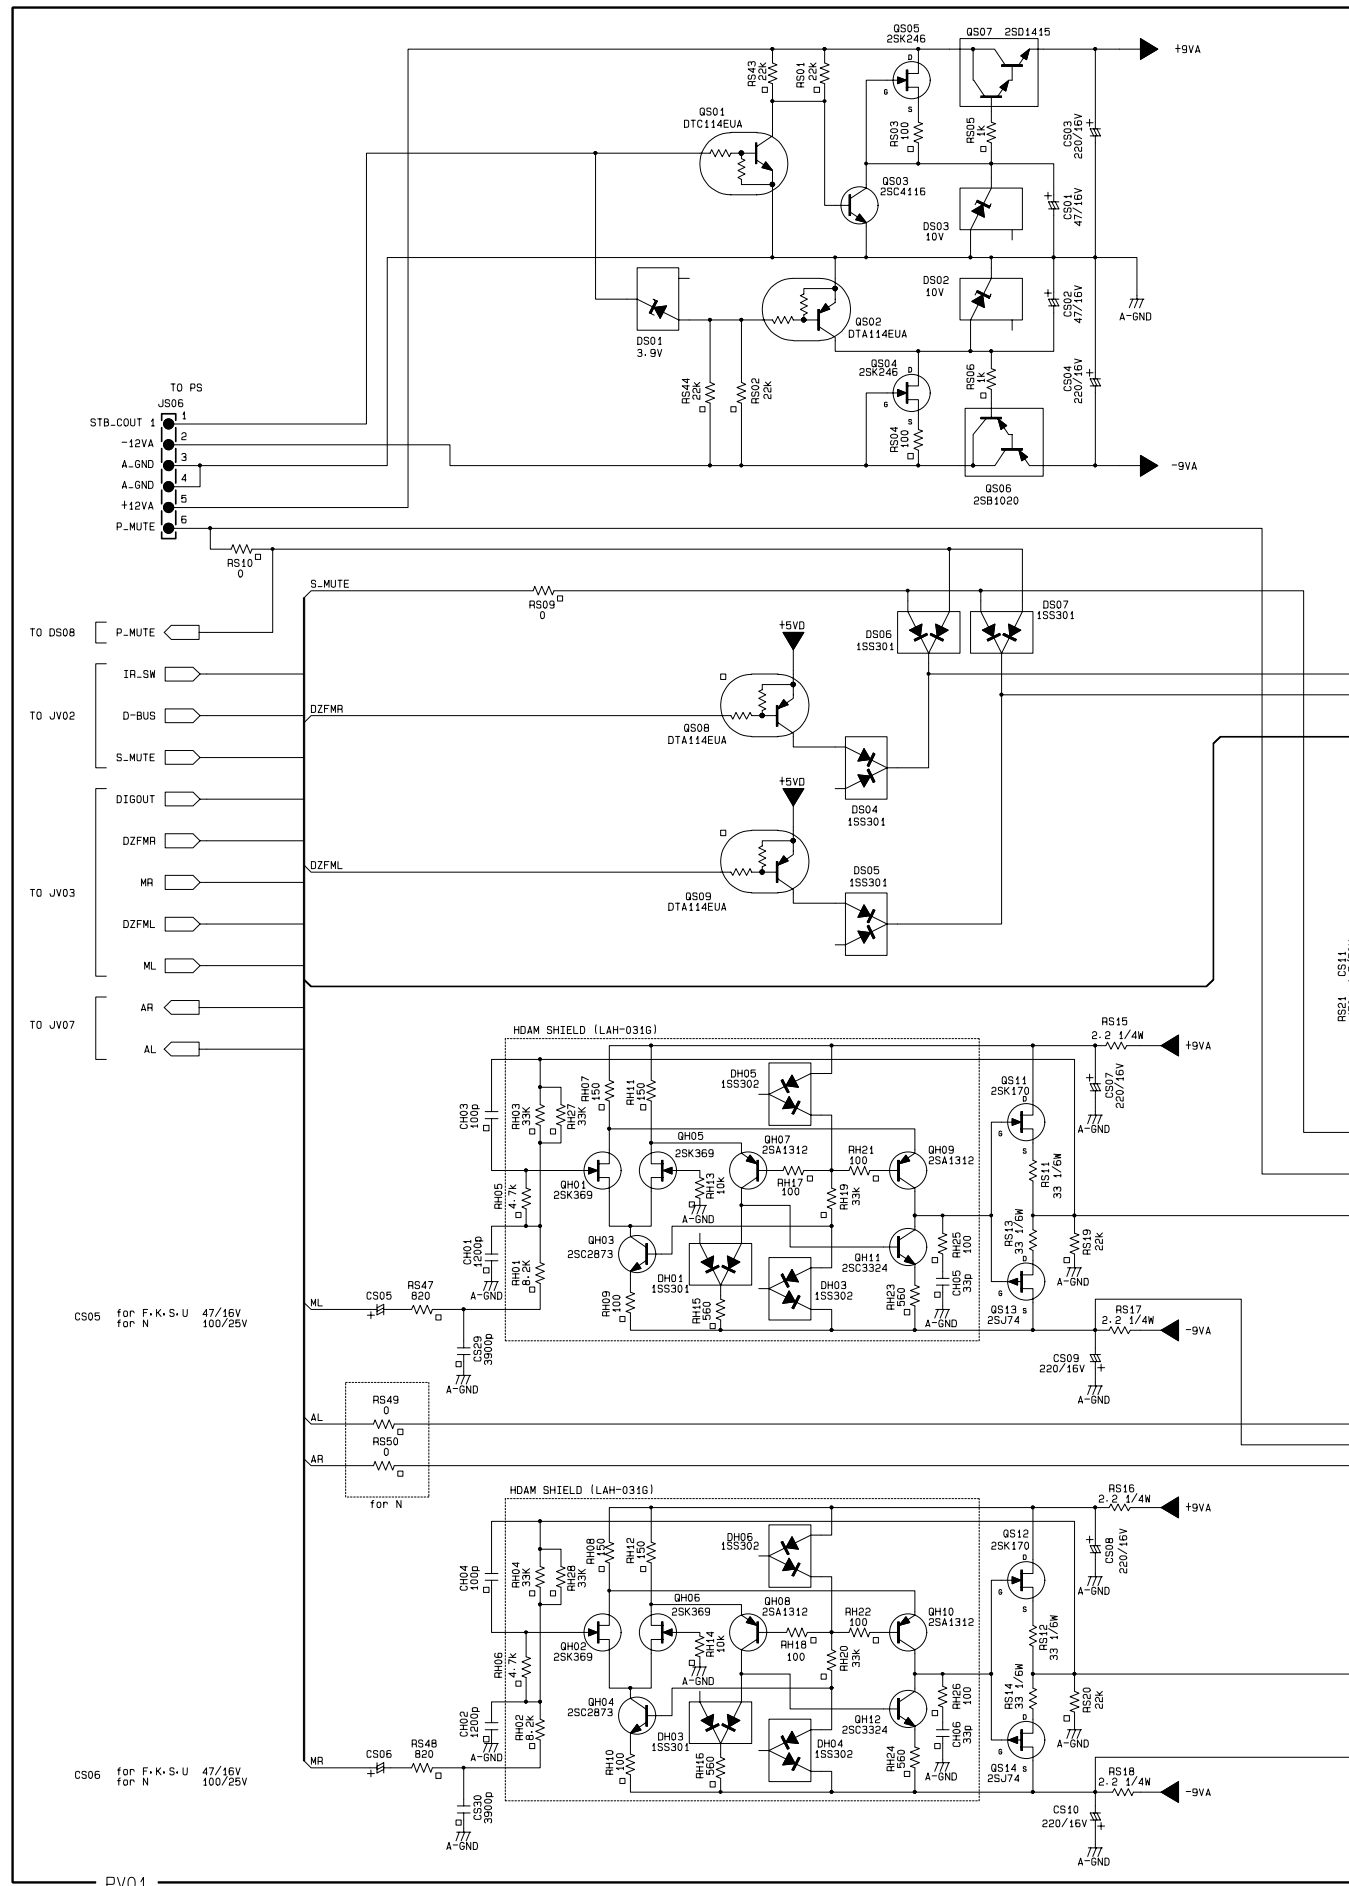 QS05
2SK246
QS07 2SD1415
+9VA
D
G
S
RS43
22k
RS01
22k
QS01
DTC114EUA
RS03
100
RS05
1k
CS03
220/16V
QS03
2SC4116
DS03
10V
CS01
47/16V
DS02
10V
CS02
47/16V
A-GND
DS01
3.9V
QS02
DTA114EUA
QS04
2SK246
D
G
S
RS44
22k
RS02
22k
RS06
1k
CS04
220/16V
RS04
100
-9VA
QS06
2SB1020
TO PS
JS06
STB_COUT 1 1
-12VA 2
A_GND 3
A_GND 4
+12VA 5
P_MUTE 6
RS10
0
S_MUTE
RS09
0
DS07
1SS301
DS06
1SS301
TO DS08 P_MUTE
+5VD
IR_SW
TO JV02 D-BUS
DZFMR
QS08
DTA114EUA
S_MUTE
DS04
1SS301
+5VD
DIGOUT
DZFMR
DZFML
TO JV03 MR
DS05
1SS301
QS09
DTA114EUA
DZFML
ML
AR
TO JV07
AL
CS11
RS21
HDAM SHIELD (LAH-031G)
RS15
2.2 1/4W
+9VA
CH03
100p
RH03
33K
RH27
33K
RH07
150
RH11
150
DH05
1SS302
QS11
2SK170
D
G
S
CS07
220/16V
A-GND
QH05
2SK369
QH07
2SA1312
RH21
100
QH09
2SA1312
RH05
4.7k
QH01
2SK369
RH13
10k
A-GND
RH17
100
RH19
33k
RS11
33 1/6W
CH01
1200p
A-GND
RH01
8.2K
QH03
2SC2873
DH01
1SS301
DH03
1SS302
QH11
2SC3324
RH25
100
CH05
33p
A-GND
RS13
33 1/6W
RS19
22k
A-GND
D
G
S
QS13
2SJ74
ML
CS05
RS47
820
RH09
100
RH15
560
RH23
560
RS17
2.2 1/4W
-9VA
CS05 for F.K.S.U 47/16V
for N 100/25V
CS29
3900p
A-GND
CS09
220/16V
A-GND
AL
RS49
0
RS50
0
AR
for N
HDAM SHIELD (LAH-031G)
RS16
2.2 1/4W
+9VA
CH04
100p
RH04
33K
RH28
33K
RH08
150
RH12
150
DH06
1SS302
QS12
2SK170
D
G
S
CS08
220/16V
A-GND
QH06
2SK369
QH08
2SA1312
RH22
100
QH10
2SA1312
RH06
4.7k
QH02
2SK369
RH14
10k
A-GND
RH18
100
RH20
33k
RS12
33 1/6W
CH02
1200p
A-GND
RH02
8.2k
QH04
2SC2873
DH03
1SS301
DH04
1SS302
QH12
2SC3324
RH26
100
CH06
33p
A-GND
RS14
33 1/6W
RS20
22k
A-GND
D
G
S
QS14
2SJ74
MR
CS06
RS48
820
RH10
100
RH16
560
RH24
560
RS18
2.2 1/4W
-9VA
CS06 for F.K.S.U 47/16V
for N 100/25V
CS30
3900p
A-GND
CS10
220/16V
A-GND
PV01